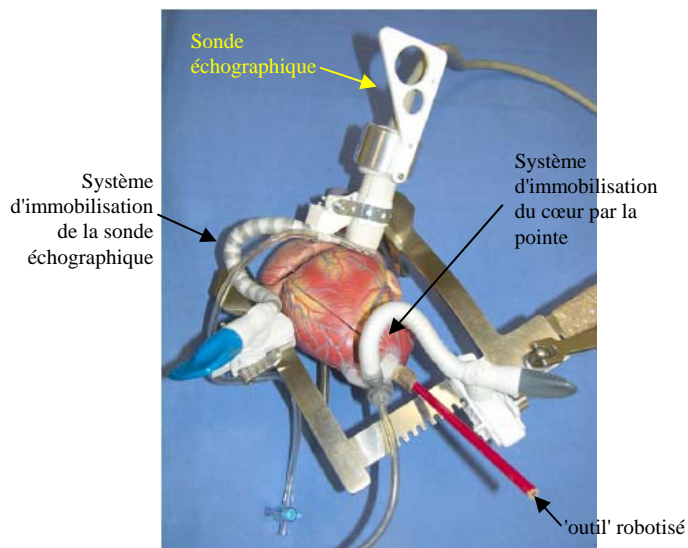 Sonde
échographique
Système
d'immobilisation
de la sonde
échographique
Système
d'immobilisation
du cœur par la
pointe
'outil' robotisé